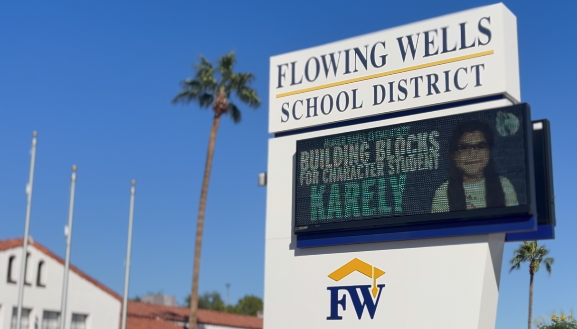 FLOWING WELLS
SCHOOL DISTRICT
BUILDING BLOCKS
FOR CHARACTER STUDENT
KARELY
FW